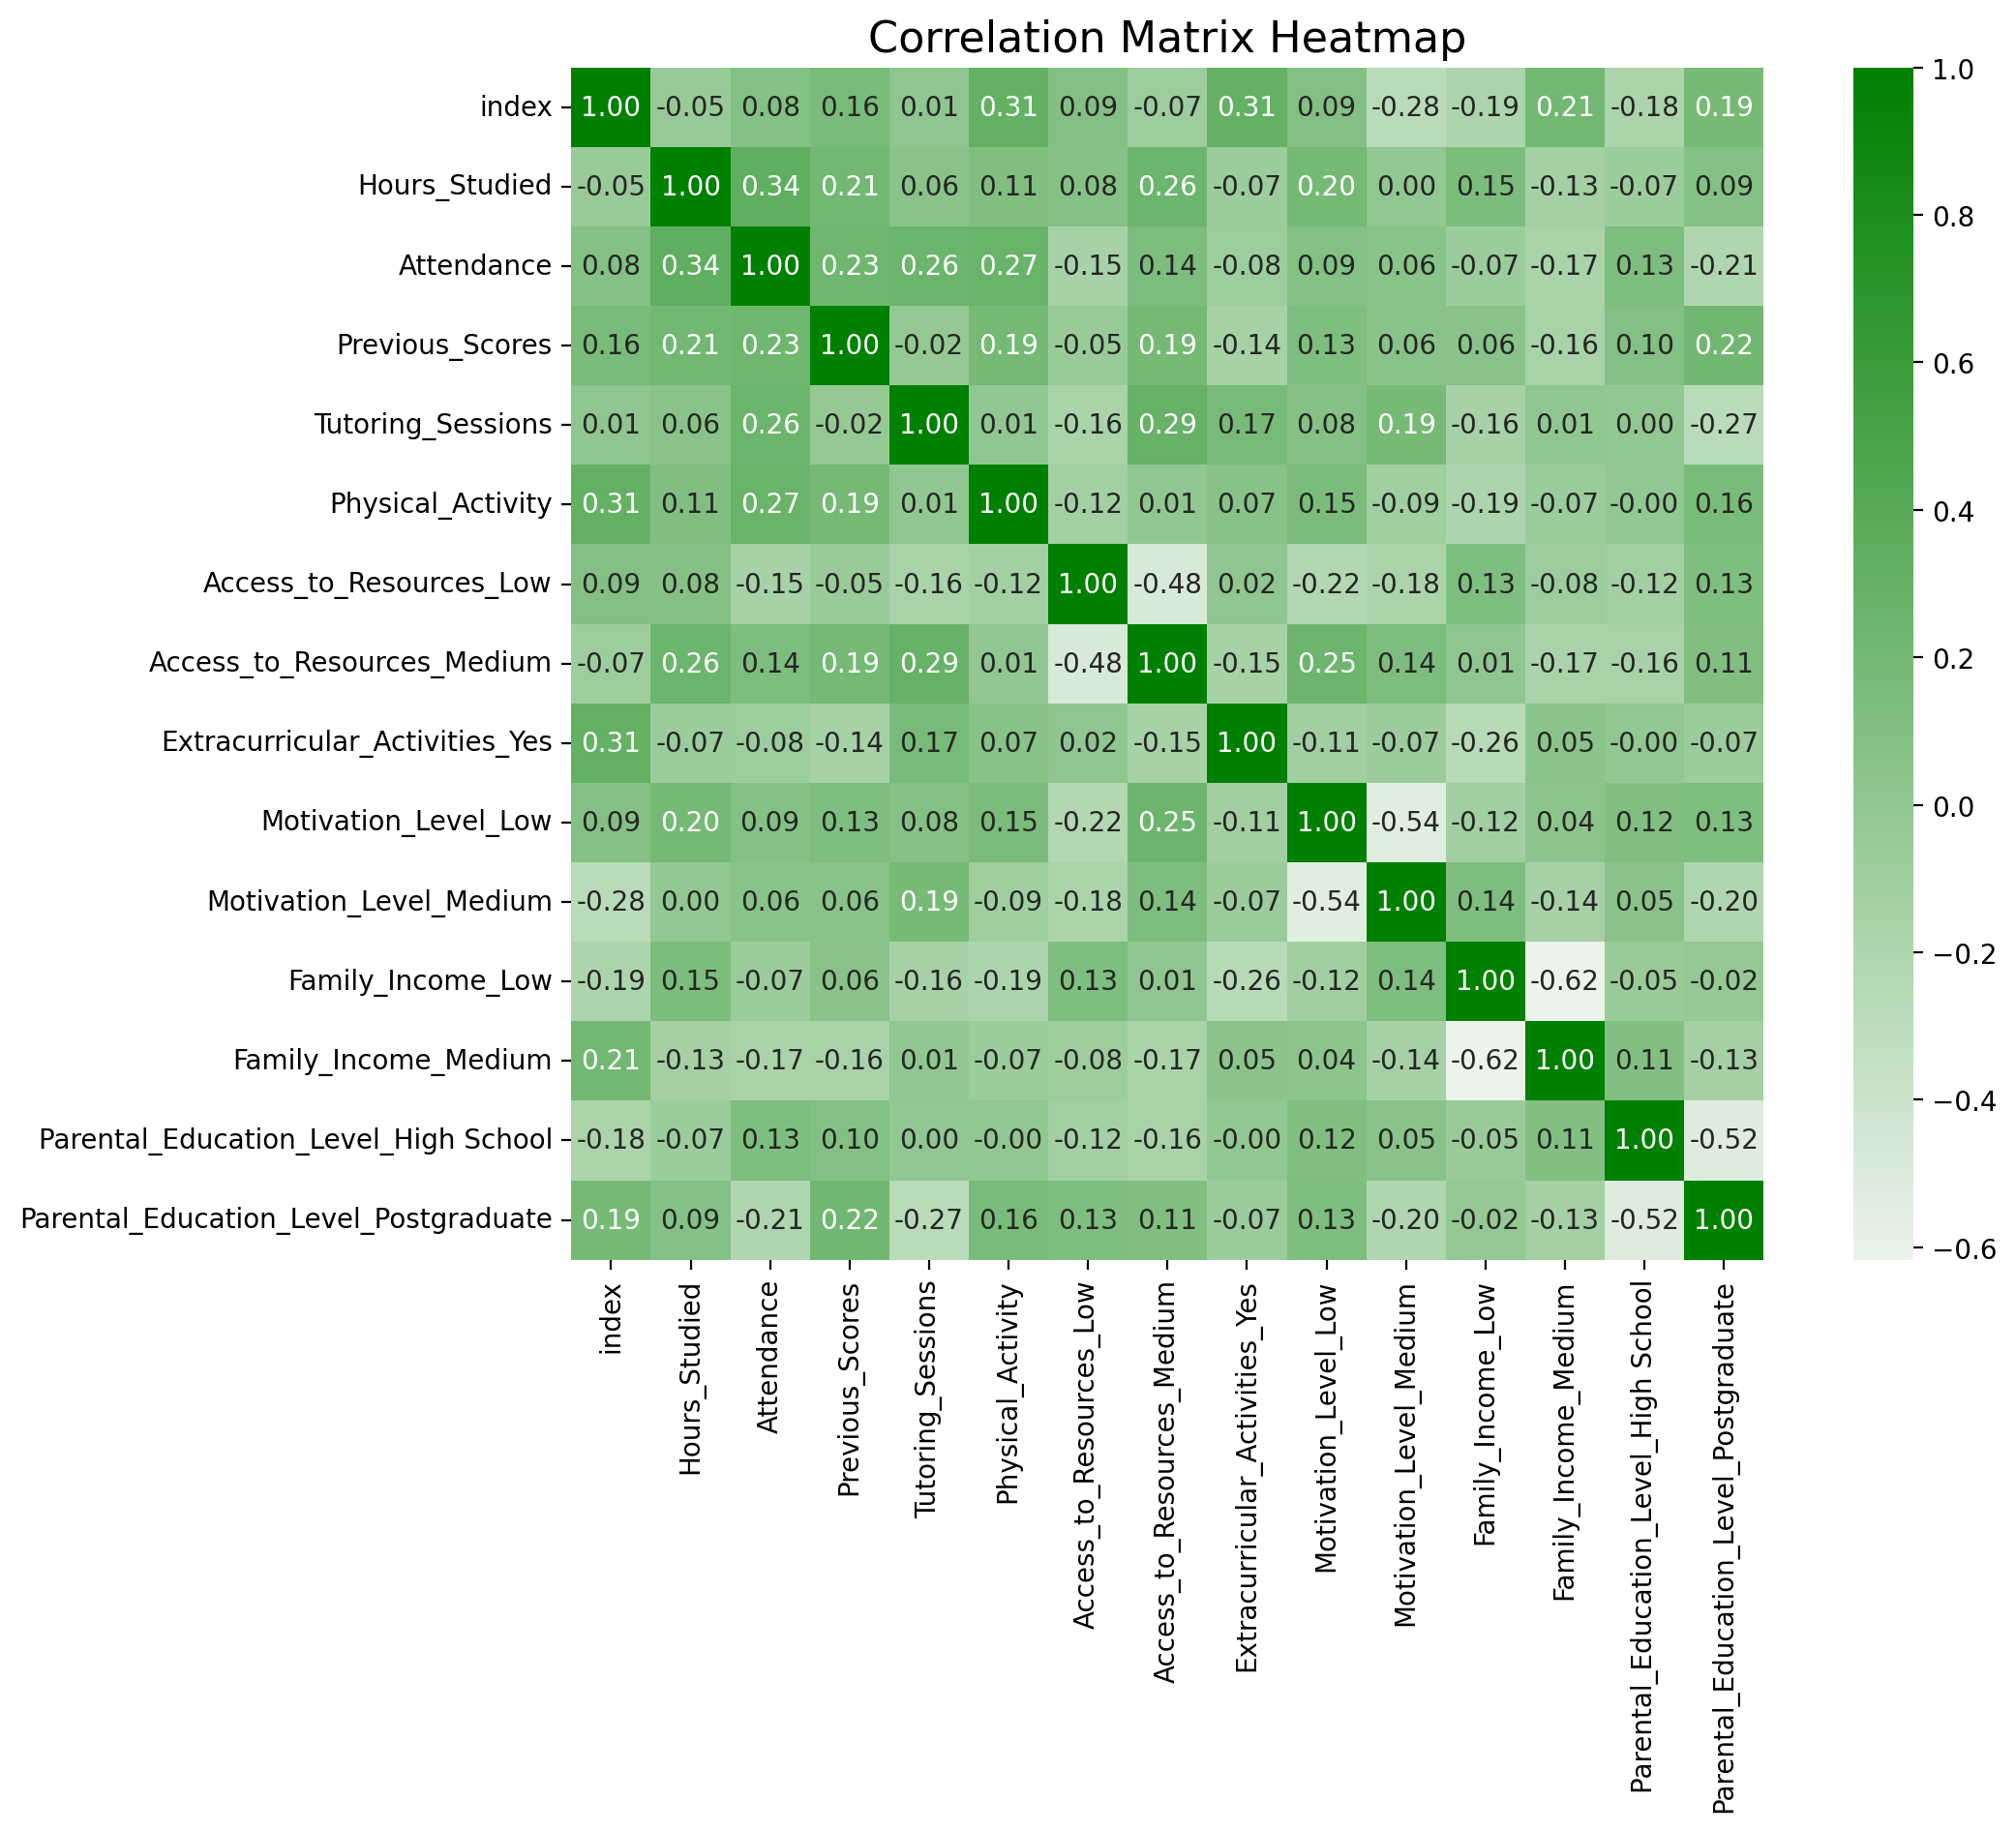 Correlation Matrix Heatmap
index 1.00 -0.05 0.08 0.16 0.01 0.31 0.09 -0.07 0.31 0.09 -0.28 -0.19 0.21 -0.18 0.19
Hours_Studied -0.05 1.00 0.34 0.21 0.06 0.11 0.08 0.26 -0.07 0.20 0.00 0.15 -0.13 -0.07 0.09
Attendance 0.08 0.34 1.00 0.23 0.26 0.27 -0.15 0.14 -0.08 0.09 0.06 -0.07 -0.17 0.13 -0.21
Previous_Scores 0.16 0.21 0.23 1.00 -0.02 0.19 -0.05 0.19 -0.14 0.13 0.06 0.06 -0.16 0.10 0.22
Tutoring_Sessions 0.01 0.06 0.26 -0.02 1.00 0.01 -0.16 0.29 0.17 0.08 0.19 -0.16 0.01 0.00 -0.27
Physical_Activity 0.31 0.11 0.27 0.19 0.01 1.00 -0.12 0.01 0.07 0.15 -0.09 -0.19 -0.07 -0.00 0.16
Access_to_Resources_Low 0.09 0.08 -0.15 -0.05 -0.16 -0.12 1.00 -0.48 0.02 -0.22 -0.18 0.13 -0.08 -0.12 0.13
Access_to_Resources_Medium -0.07 0.26 0.14 0.19 0.29 0.01 -0.48 1.00 -0.15 0.25 0.14 0.01 -0.17 -0.16 0.11
Extracurricular_Activities_Yes 0.31 -0.07 -0.08 -0.14 0.17 0.07 0.02 -0.15 1.00 -0.11 -0.07 -0.26 0.05 -0.00 -0.07
Motivation_Level_Low 0.09 0.20 0.09 0.13 0.08 0.15 -0.22 0.25 -0.11 1.00 -0.54 -0.12 0.04 0.12 0.13
Motivation_Level_Medium -0.28 0.00 0.06 0.06 0.19 -0.09 -0.18 0.14 -0.07 -0.54 1.00 0.14 -0.14 0.05 -0.20
Family_Income_Low -0.19 0.15 -0.07 0.06 -0.16 -0.19 0.13 0.01 -0.26 -0.12 0.14 1.00 -0.62 -0.05 -0.02
Family_Income_Medium 0.21 -0.13 -0.17 -0.16 0.01 -0.07 -0.08 -0.17 0.05 0.04 -0.14 -0.62 1.00 0.11 -0.13
Parental_Education_Level_High School -0.18 -0.07 0.13 0.10 0.00 -0.00 -0.12 -0.16 -0.00 0.12 0.05 -0.05 0.11 1.00 -0.52
Parental_Education_Level_Postgraduate 0.19 0.09 -0.21 0.22 -0.27 0.16 0.13 0.11 -0.07 0.13 -0.20 -0.02 -0.13 -0.52 1.00
index
Hours_Studied
Attendance
Previous_Scores
Tutoring_Sessions
Physical_Activity
Access_to_Resources_Low
Access_to_Resources_Medium
Extracurricular_Activities_Yes
Motivation_Level_Low
Motivation_Level_Medium
Family_Income_Low
Family_Income_Medium
Parental_Education_Level_High School
Parental_Education_Level_Postgraduate
1.0
0.8
0.6
0.4
0.2
0.0
−0.2
−0.4
−0.6